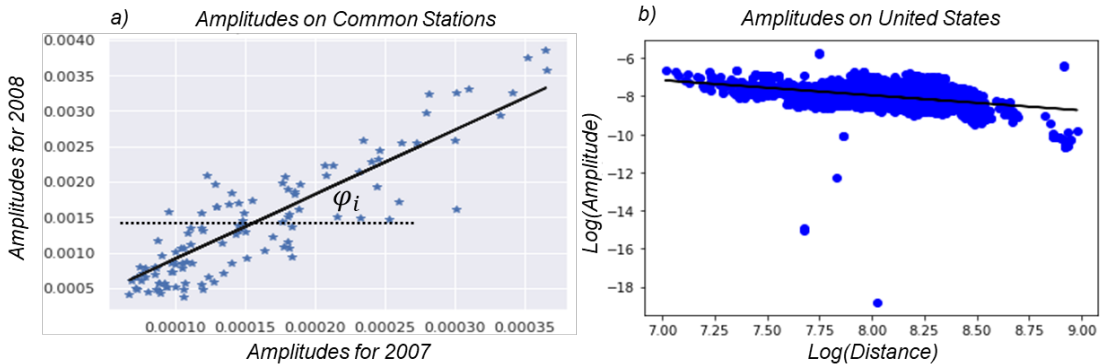 a) Amplitudes on Common Stations
Amplitudes for 2008
0.0040
0.0035
0.0030
0.0025
0.0020
0.0015
0.0010
0.0005
φi
0.00010 0.00015 0.00020 0.00025 0.00030 0.00035
Amplitudes for 2007
b) Amplitudes on United States
Log(Amplitude)
−6
−8
−10
−12
−14
−16
−18
7.00 7.25 7.50 7.75 8.00 8.25 8.50 8.75 9.00
Log(Distance)